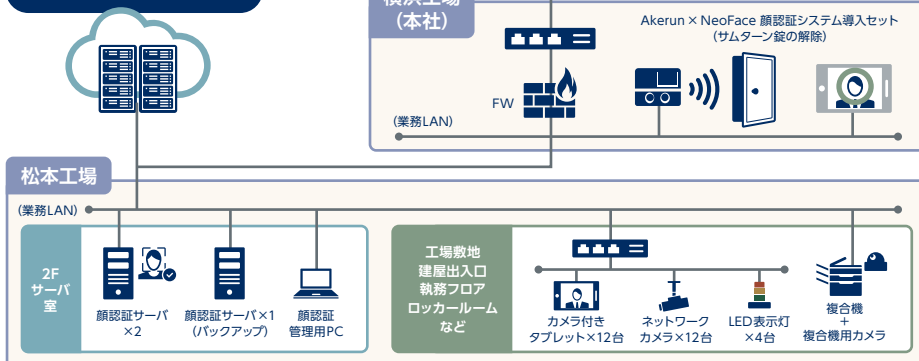 横浜工場
（本社）
Akerun×NeoFace 顔認証システム導入セット
（サムターン錠の解除）
FW
（業務LAN）
松本工場
（業務LAN）
2F
サーバ
室
顔認証サーバ
×2
顔認証サーバ×1
（バックアップ）
顔認証
管理用PC
工場敷地
建屋出入口
執務フロア
ロッカールーム
など
カメラ付き
タブレット×12台
ネットワーク
カメラ×12台
LED表示灯
×4台
複合機
+
複合機用カメラ